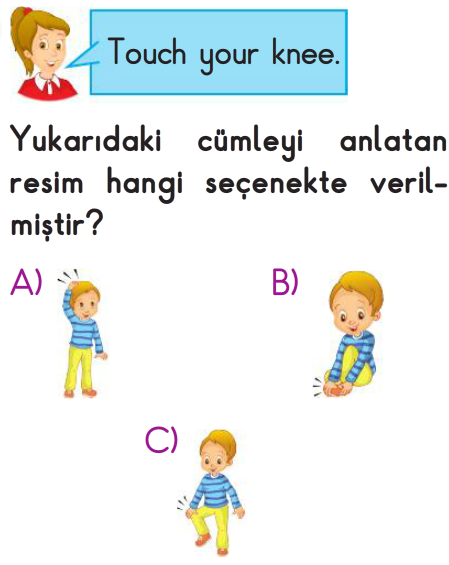 Touch your knee.
Yukarıdaki cümleyi anlatan
resim hangi seçenekte veril-
miştir?
A)
B)
C)